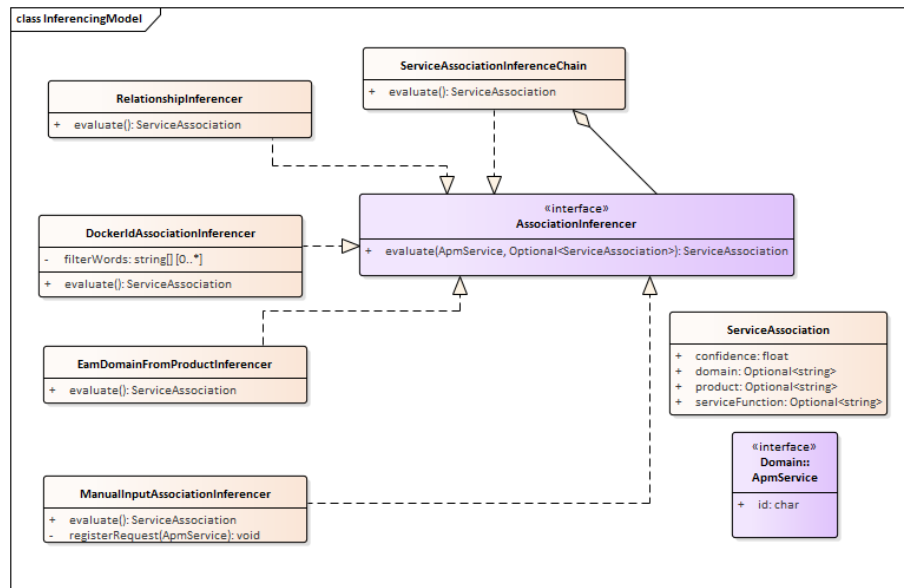 class InferencingModel
ServiceAssociationInferenceChain
+ evaluate(): ServiceAssociation
RelationshipInferencer
+ evaluate(): ServiceAssociation
«interface»
AssociationInferencer
+ evaluate(ApmService, Optional<ServiceAssociation>): ServiceAssociation
DockerIdAssociationInferencer
- filterWords: string[] [0..*]
+ evaluate(): ServiceAssociation
EamDomainFromProductInferencer
+ evaluate(): ServiceAssociation
ServiceAssociation
+ confidence: float
+ domain: Optional<string>
+ product: Optional<string>
+ serviceFunction: Optional<string>
«interface»
Domain::
ApmService
+ id: char
ManualInputAssociationInferencer
+ evaluate(): ServiceAssociation
- registerRequest(ApmService): void